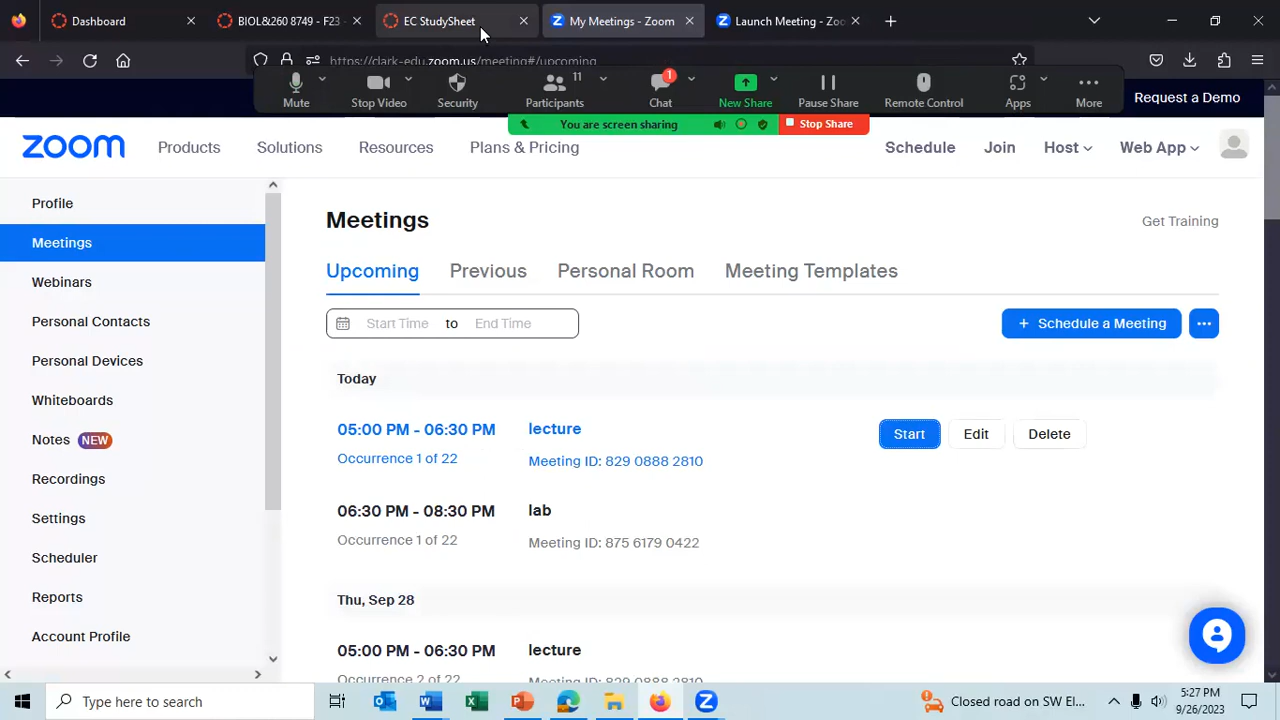 Dashboard
BIOL&260 8749 - F23
EC StudySheet
My Meetings - Zoom
Launch Meeting - Zoo
https://clark-edu.zoom.us/meeting#/upcoming
Mute
Stop Video
Security
Participants
11
Chat
1
New Share
Pause Share
Remote Control
Apps
More
You are screen sharing
Stop Share
Request a Demo
zoom
Products
Solutions
Resources
Plans & Pricing
Schedule
Join
Host
Web App
Profile
Meetings
Webinars
Personal Contacts
Personal Devices
Whiteboards
Notes NEW
Recordings
Settings
Scheduler
Reports
Account Profile
Meetings
Get Training
Upcoming
Previous
Personal Room
Meeting Templates
Start Time to End Time
+ Schedule a Meeting
Today
05:00 PM - 06:30 PM
lecture
Start
Edit
Delete
Occurrence 1 of 22
Meeting ID: 829 0888 2810
06:30 PM - 08:30 PM
lab
Occurrence 1 of 22
Meeting ID: 875 6179 0422
Thu, Sep 28
05:00 PM - 06:30 PM
lecture
Occurrence 2 of 22
Type here to search
Closed road on SW El...
5:27 PM
9/26/2023